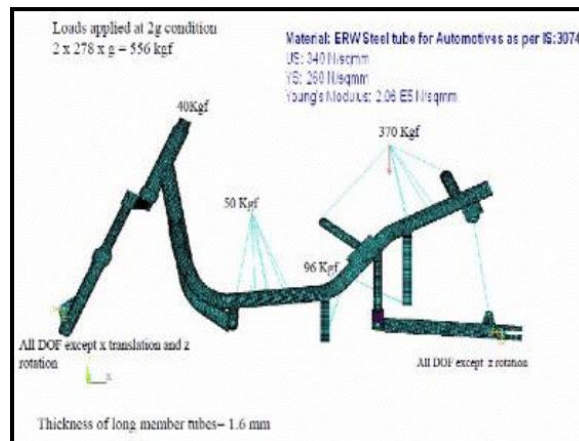 Loads applied at 2g condition
2 x 278 x g = 556 kgf
Material: ERW Steel tube for Automotives as per IS:3074
US: 340 N/sqmm
YS: 260 N/sqmm
Young's Modulus: 2.06 E5 N/sqmm
40Kgf
370 Kgf
50 Kgf
96 Kgf
All DOF except x translation and z
rotation
All DOF except z rotation
X
Thickness of long member tubes– 1.6 mm